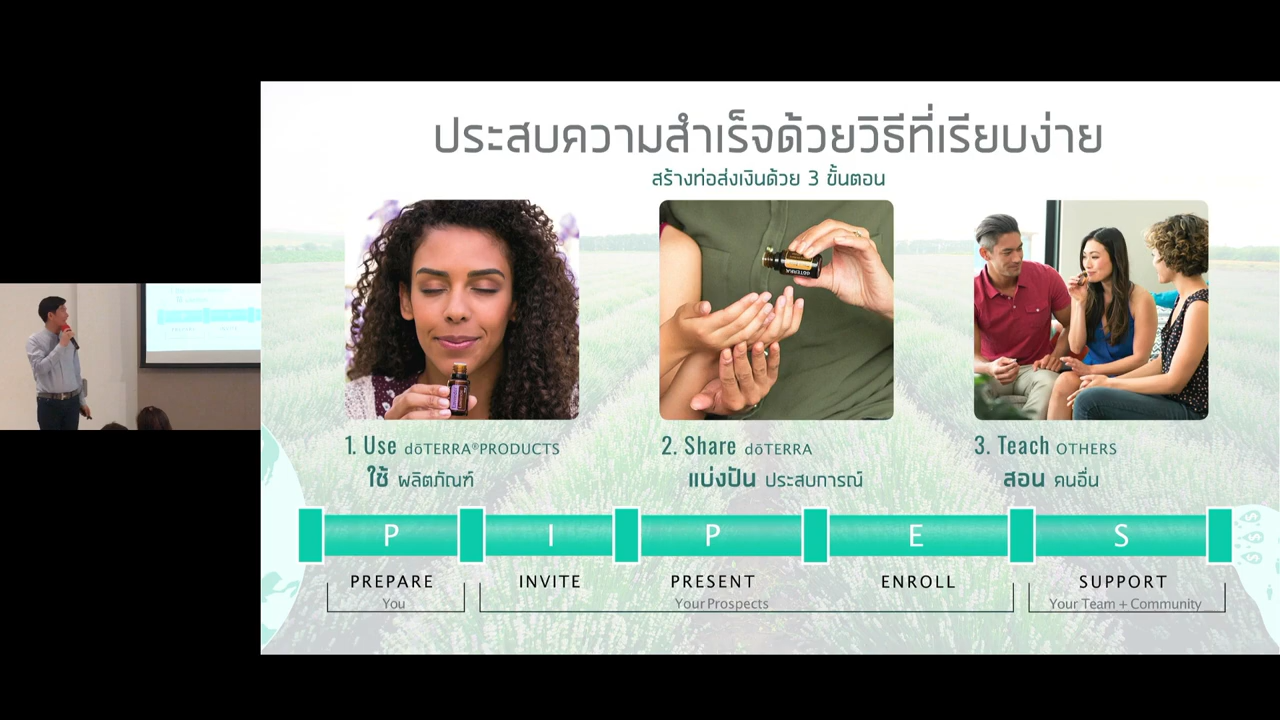 ประสบความสำเร็จด้วยวิธีที่เรียบง่าย
สร้างท่อส่งเงินด้วย 3 ขั้นตอน
1. Use dōTERRA®PRODUCTS
ใช้ ผลิตภัณฑ์
2. Share dōTERRA
แบ่งปัน ประสบการณ์
3. Teach OTHERS
สอน คนอื่น
P I P E S
PREPARE INVITE PRESENT ENROLL SUPPORT
You Your Prospects Your Team + Community